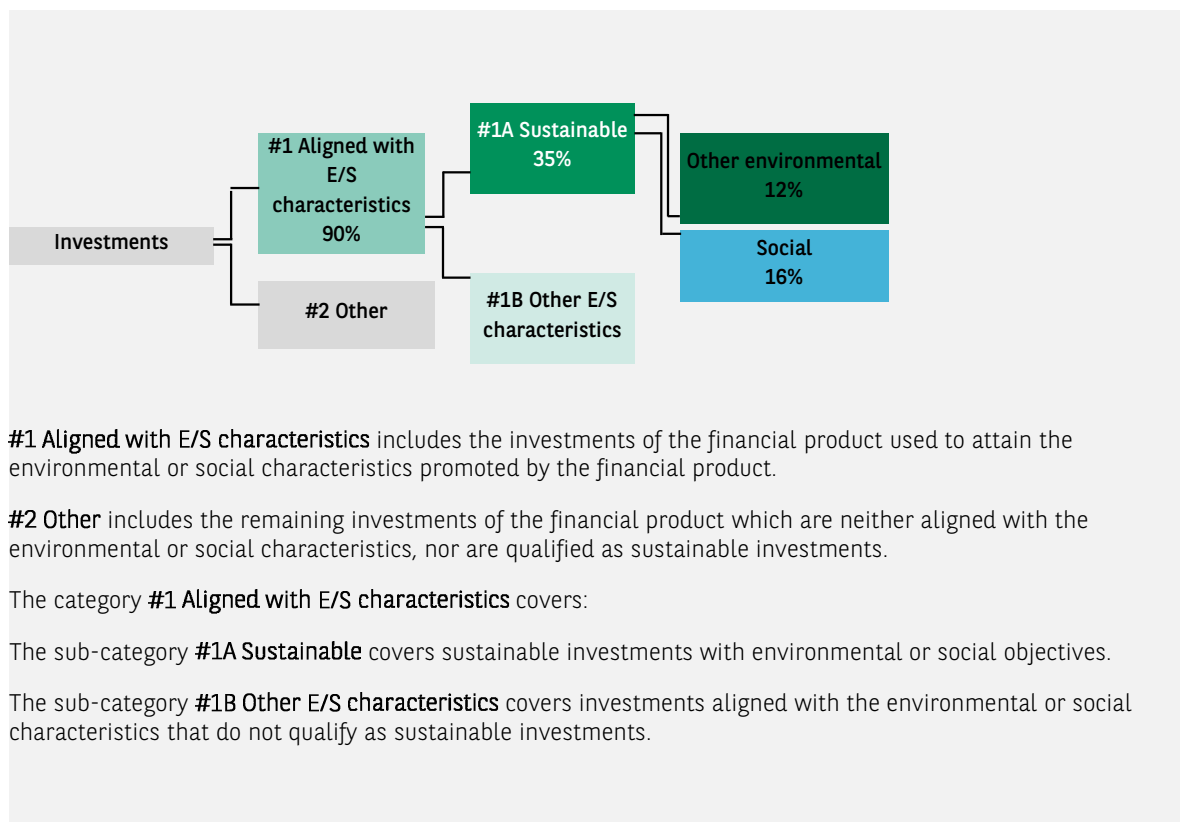 #1 Aligned with
E/S
characteristics
90%
#1A Sustainable
35%
Other environmental
12%
Investments
Social
16%
#2 Other
#1B Other E/S
characteristics
#1 Aligned with E/S characteristics includes the investments of the financial product used to attain the
environmental or social characteristics promoted by the financial product.
#2 Other includes the remaining investments of the financial product which are neither aligned with the
environmental or social characteristics, nor are qualified as sustainable investments.
The category #1 Aligned with E/S characteristics covers:
The sub-category #1A Sustainable covers sustainable investments with environmental or social objectives.
The sub-category #1B Other E/S characteristics covers investments aligned with the environmental or social
characteristics that do not qualify as sustainable investments.